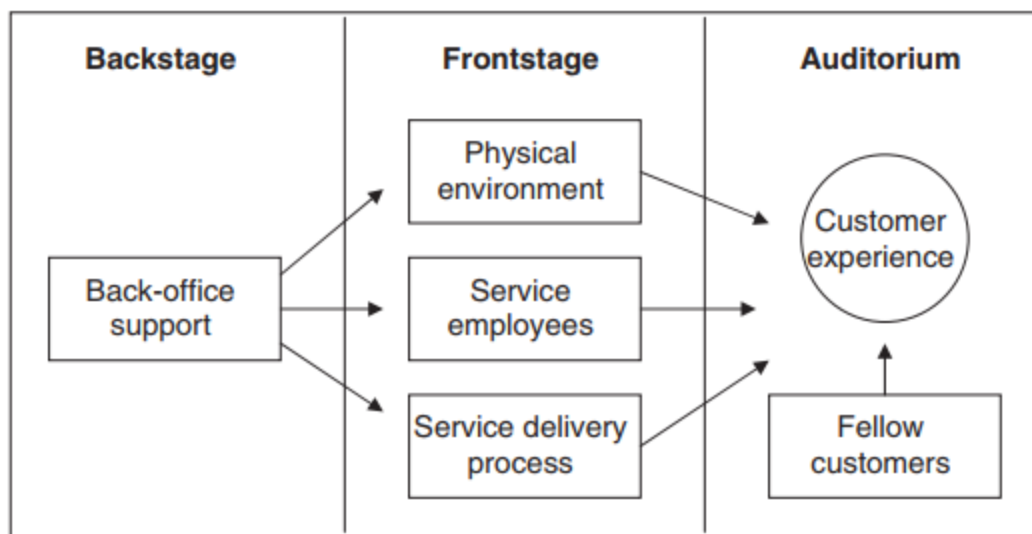 Backstage
Frontstage
Auditorium
Physical
environment
Customer
experience
Back-office
support
Service
employees
Service delivery
process
Fellow
customers